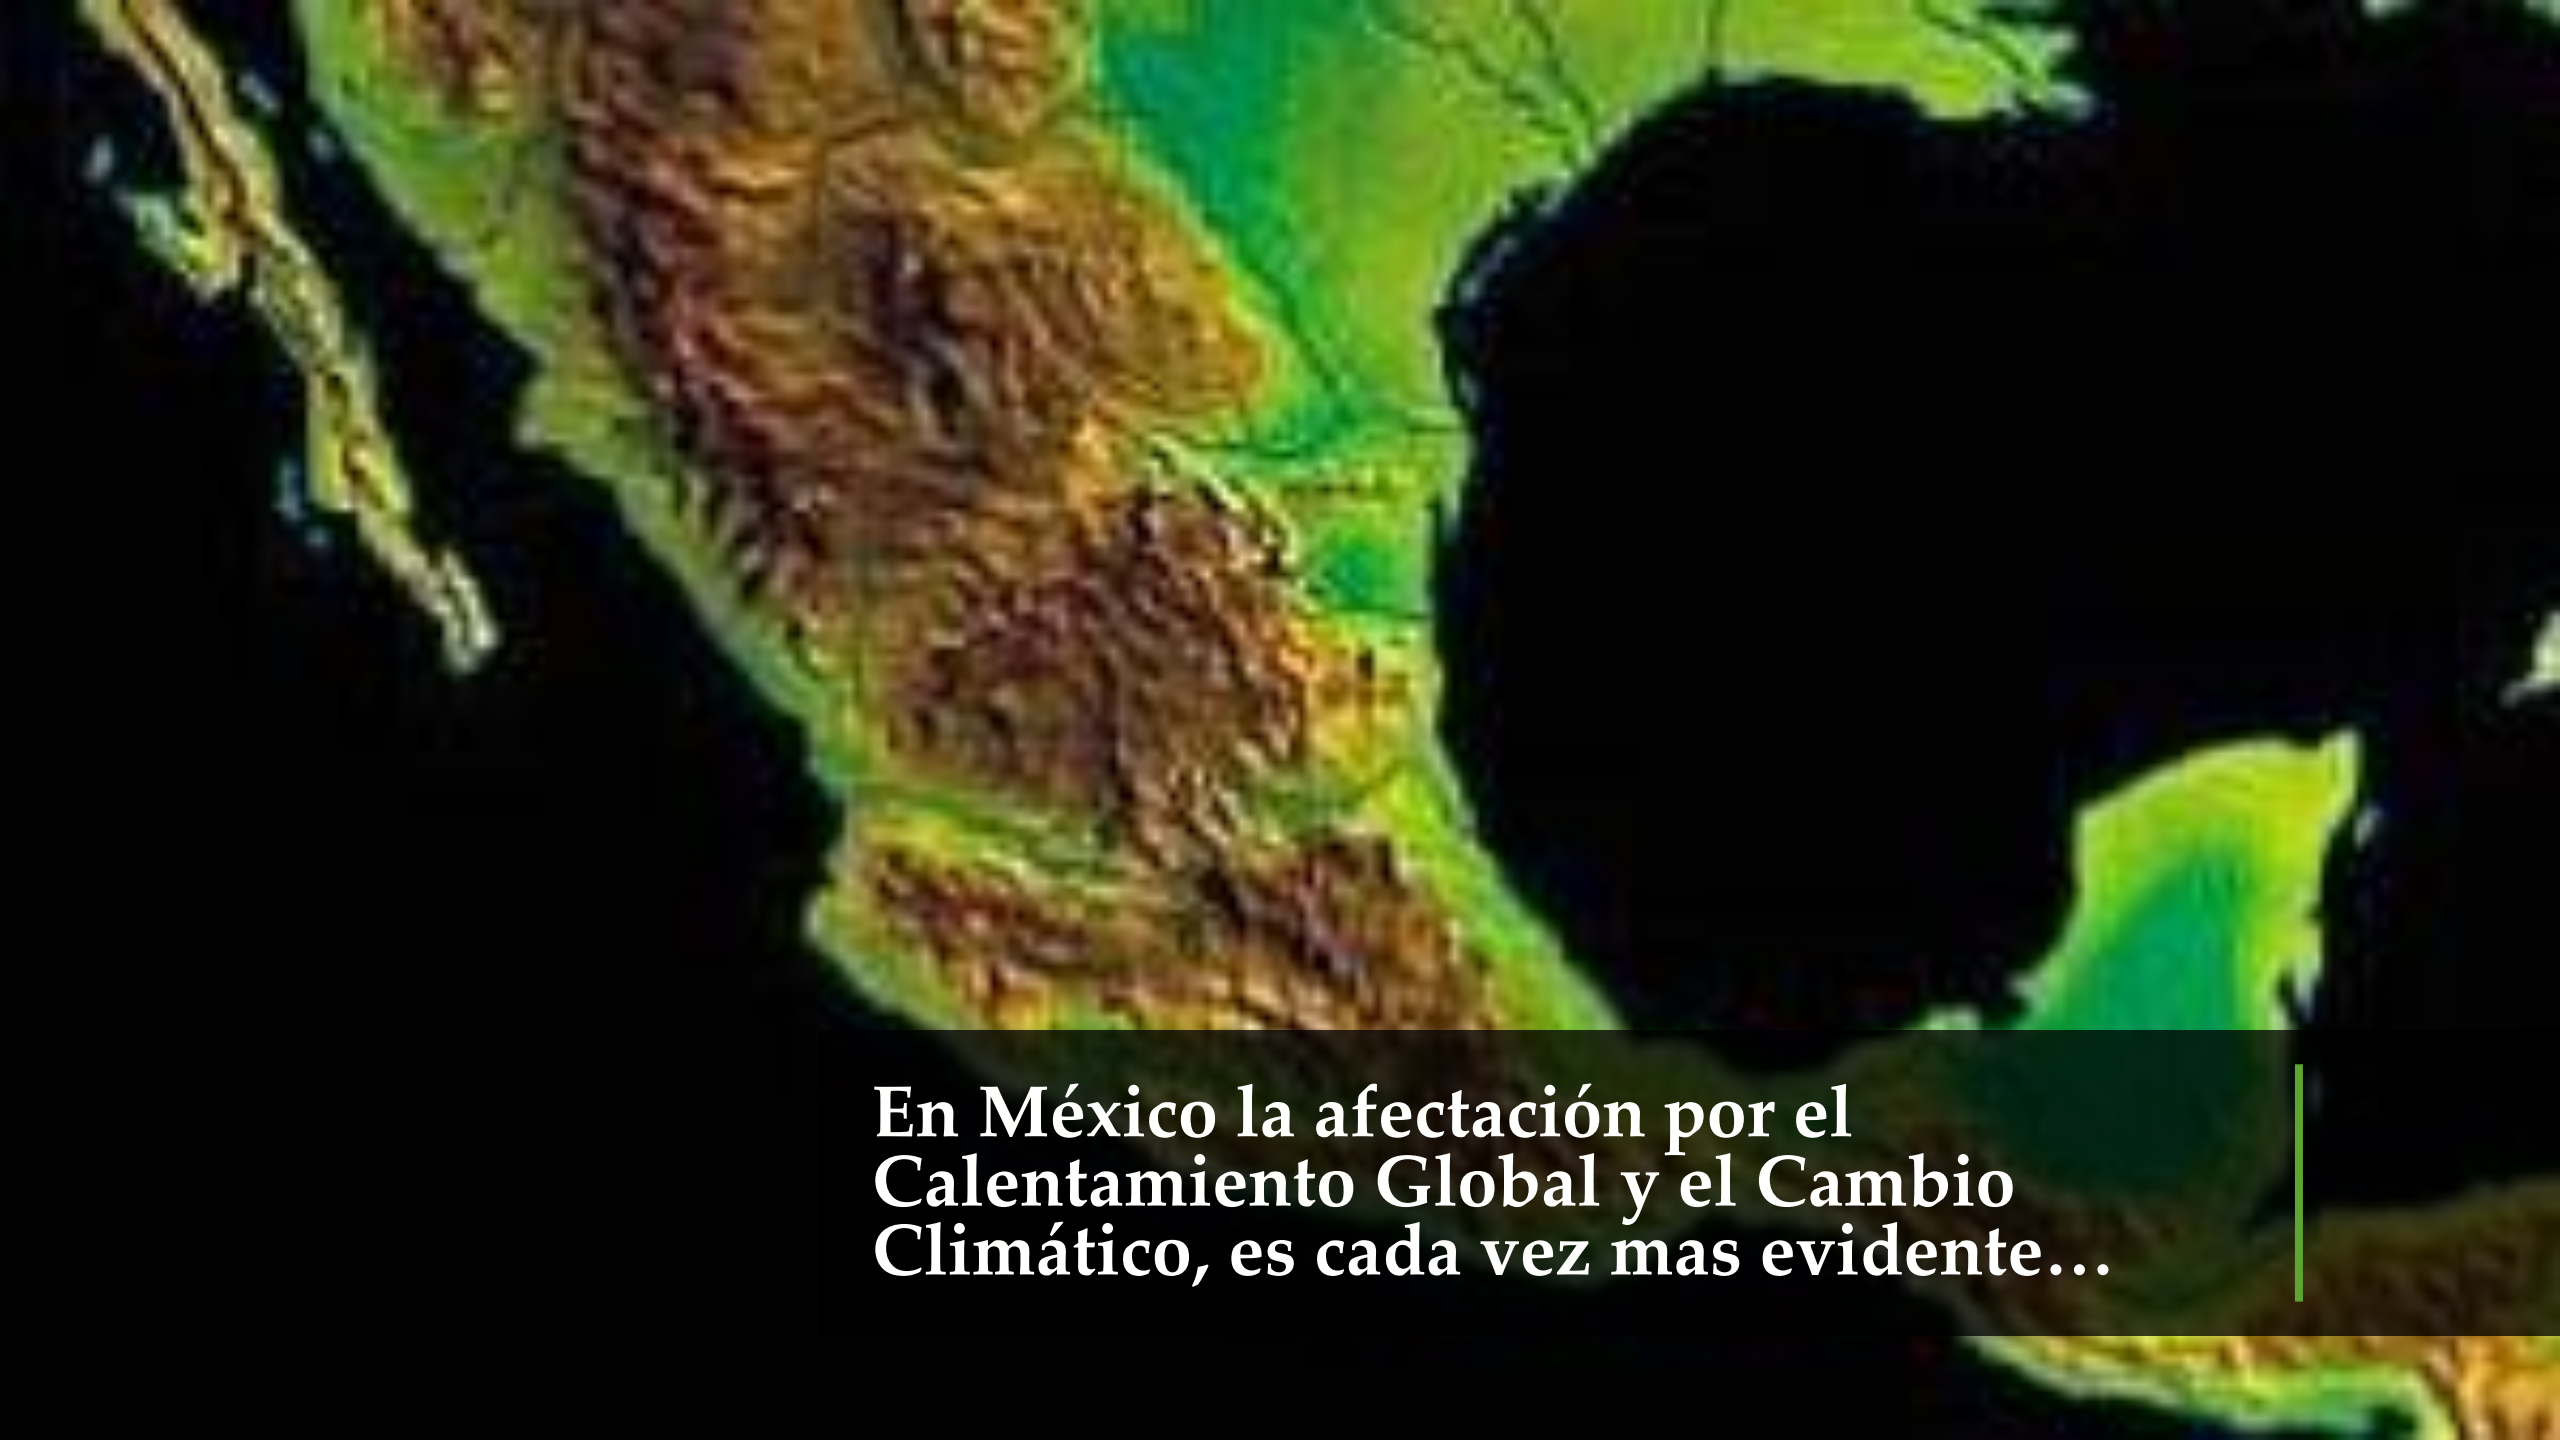 En México la afectación por el
Calentamiento Global y el Cambio
Climático, es cada vez mas evidente…